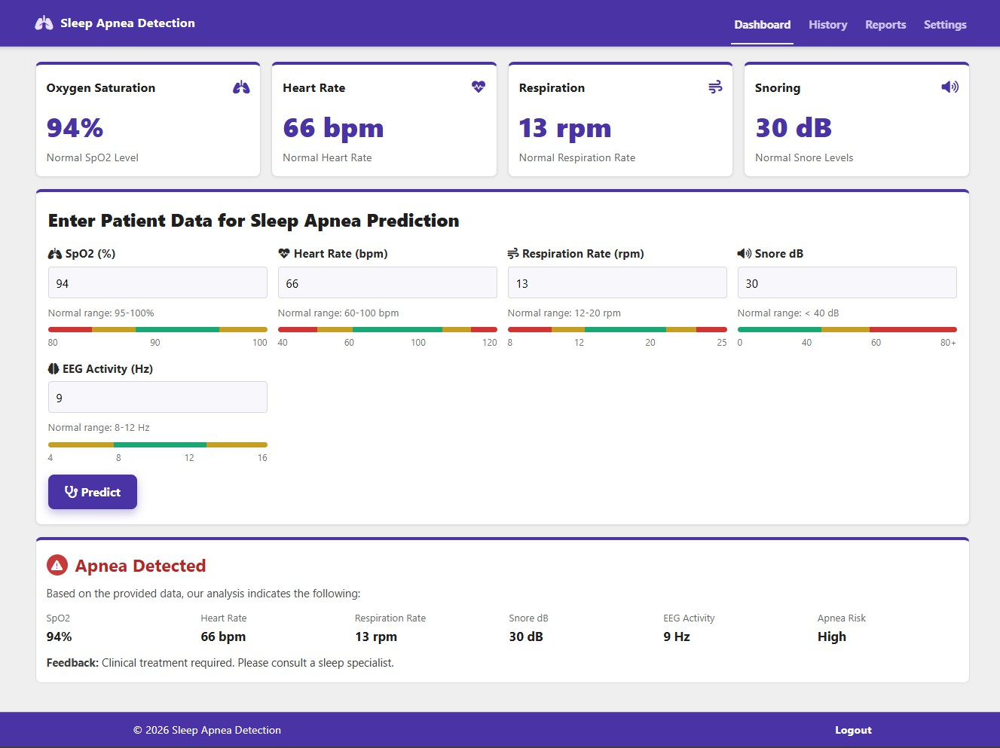 Sleep Apnea Detection
Dashboard History Reports Settings
Oxygen Saturation
94%
Normal SpO2 Level
Heart Rate
66 bpm
Normal Heart Rate
Respiration
13 rpm
Normal Respiration Rate
Snoring
30 dB
Normal Snore Levels
Enter Patient Data for Sleep Apnea Prediction
SpO2 (%)
94
Normal range: 95-100%
80 90 100
Heart Rate (bpm)
66
Normal range: 60-100 bpm
40 60 100 120
Respiration Rate (rpm)
13
Normal range: 12-20 rpm
8 12 20 25
Snore dB
30
Normal range: < 40 dB
0 40 60 80+
EEG Activity (Hz)
9
Normal range: 8-12 Hz
4 8 12 16
Predict
Apnea Detected
Based on the provided data, our analysis indicates the following:
SpO2
94%
Heart Rate
66 bpm
Respiration Rate
13 rpm
Snore dB
30 dB
EEG Activity
9 Hz
Apnea Risk
High
Feedback: Clinical treatment required. Please consult a sleep specialist.
© 2026 Sleep Apnea Detection
Logout